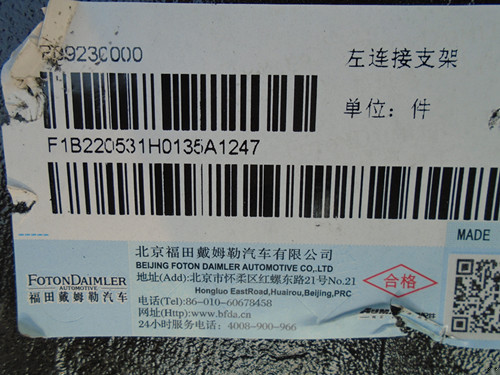 9230000
左连接支架
单位: 件
F1B220531H0135A1247
MADE
FOTONDAIMLER
AUTOMOTIVE
福田戴姆勒汽车
北京福田戴姆勒汽车有限公司
BEIJING FOTON DAIMLER AUTOMOTIVE CO.,LTD
地址(Add):北京市怀柔区红螺东路21号No.21
Hongluo EastRoad,Huairou,Beijing,PRC
电话(Tel):86-010-60678458
网址(Http):www.bfda.cn
24小时服务电话: 4008-900-966
合格